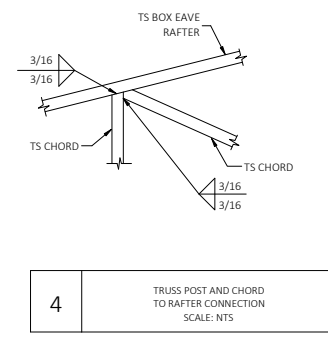 TS BOX EAVE
RAFTER
3/16
3/16
TS CHORD
TS CHORD
3/16
3/16
4
TRUSS POST AND CHORD
TO RAFTER CONNECTION
SCALE: NTS